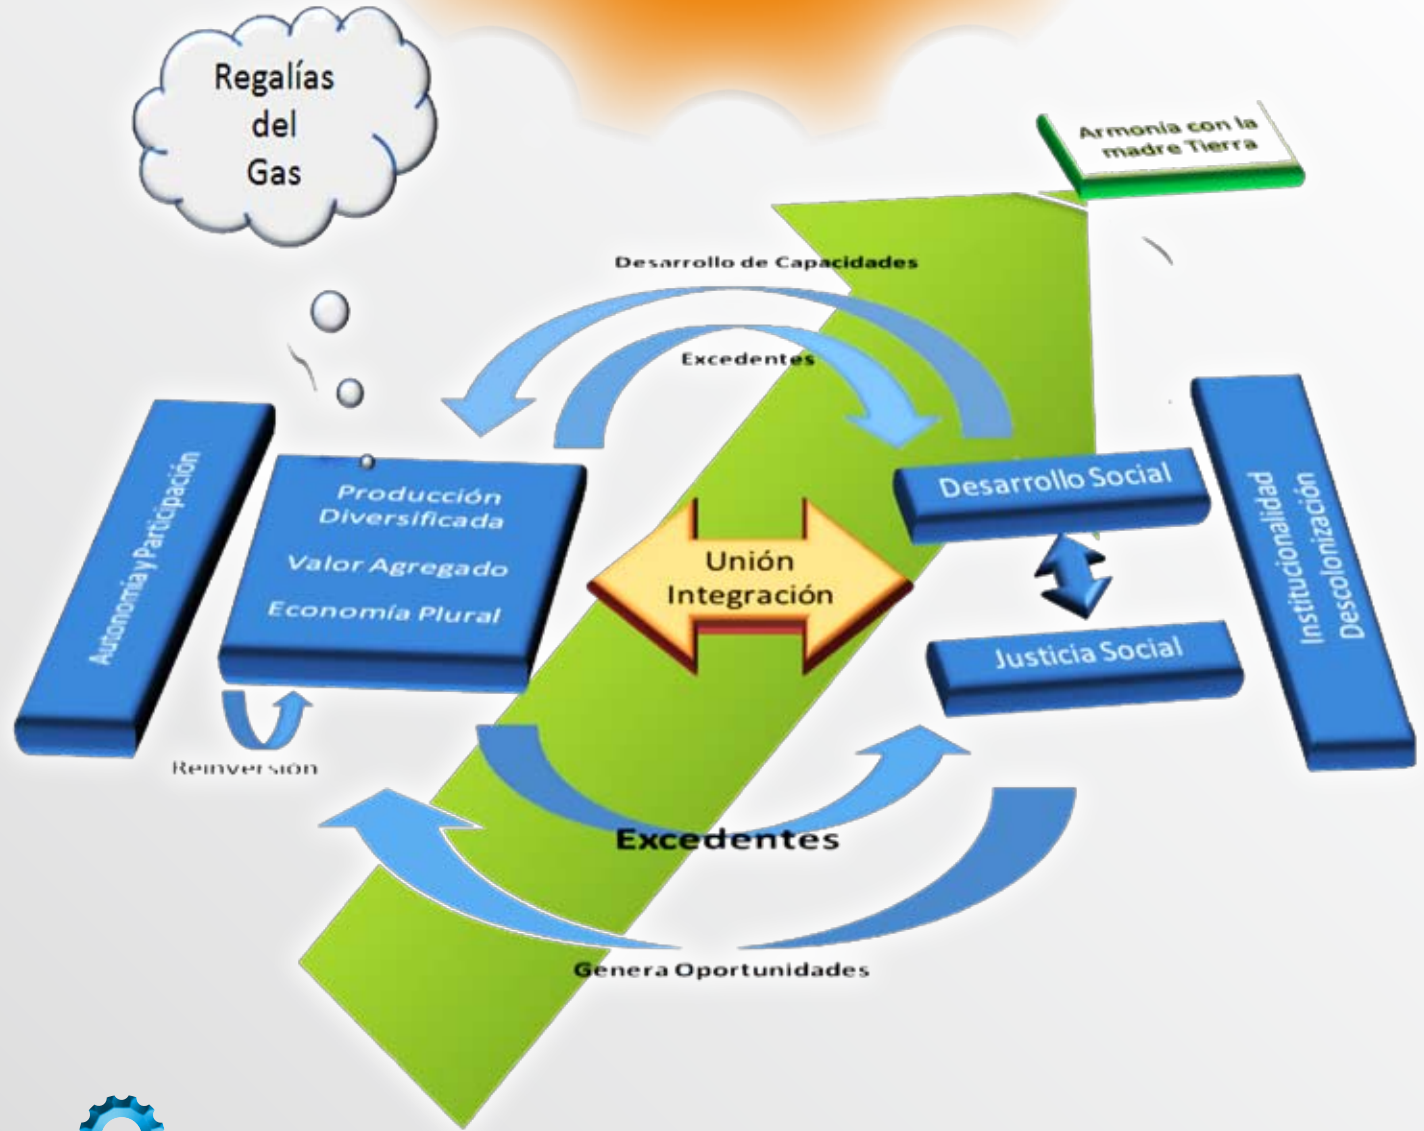 Regalías
del
Gas
Armonía con la
madre Tierra
Desarrollo de Capacidades
Excedentes
Autonomía y Participación
Producción
Diversificada
Valor Agregado
Economía Plural
Unión
Integración
Desarrollo Social
Justicia Social
Institucionalidad
Descolonización
Reinversión
Excedentes
Genera Oportunidades